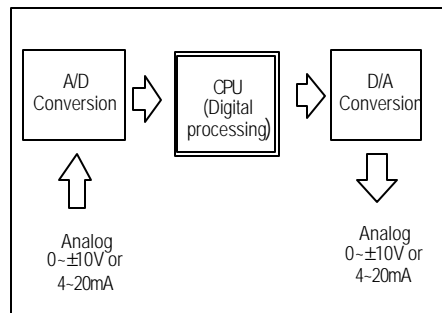 A/D
Conversion
CPU
(Digital
processing)
D/A
Conversion
Analog
0~±10V or
4~20mA
Analog
0~±10V or
4~20mA